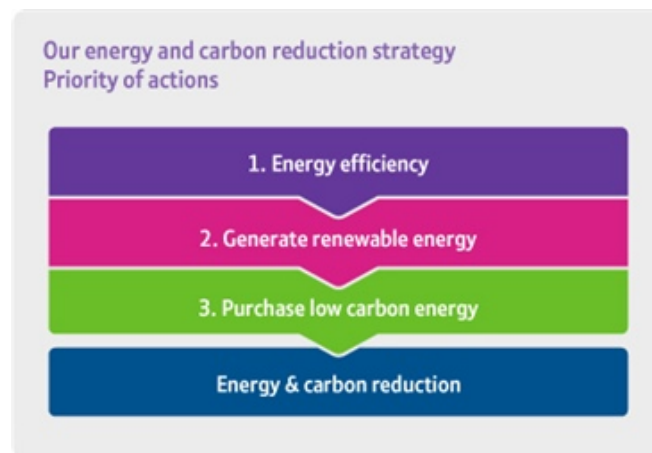 Our energy and carbon reduction strategy
Priority of actions
1. Energy efficiency
2. Generate renewable energy
3. Purchase low carbon energy
Energy & carbon reduction